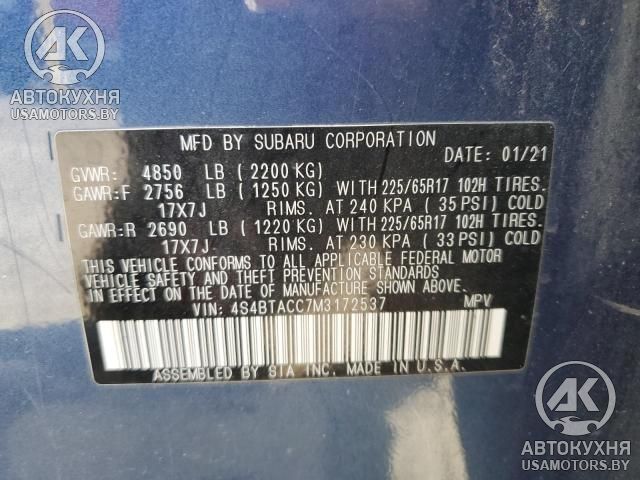 AK
АВТОКУХНЯ
USAMOTORS.BY
MFD BY SUBARU CORPORATION
DATE: 01/21
GVWR: 4850 LB ( 2200 KG )
GAWR:F 2756 LB ( 1250 KG ) WITH 225/65R17 102H TIRES.
17X7J RIMS. AT 240 KPA ( 35 PSI) COLD
GAWR:R 2690 LB ( 1220 KG ) WITH 225/65R17 102H TIRES.
17X7J RIMS. AT 230 KPA ( 33 PSI) COLD
THIS VEHICLE CONFORMS TO ALL APPLICABLE FEDERAL MOTOR
VEHICLE SAFETY AND THEFT PREVENTION STANDARDS
IN EFFECT ON THE DATE OF MANUFACTURE SHOWN ABOVE.
VIN: 4S4BTACC7M3172537 MPV
ASSEMBLED BY SIA INC. MADE IN U.S.A.
AK
АВТОКУХНЯ
USAMOTORS.BY